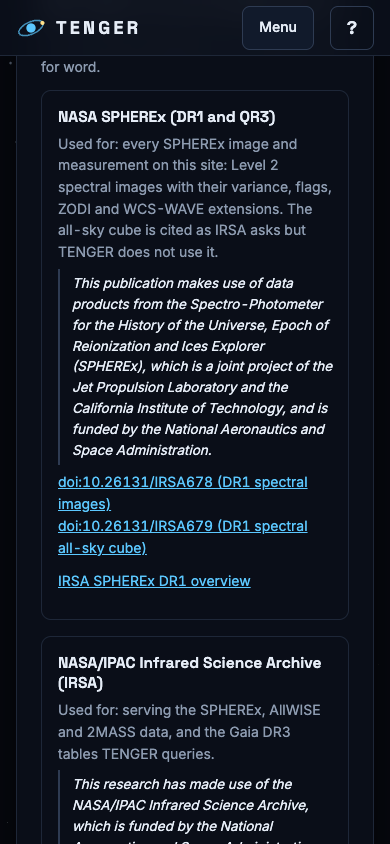 TENGER
Menu
?
for word.
NASA SPHEREx (DR1 and QR3)
Used for: every SPHEREx image and
measurement on this site: Level 2
spectral images with their variance, flags,
ZODI and WCS-WAVE extensions. The
all-sky cube is cited as IRSA asks but
TENGER does not use it.
This publication makes use of data
products from the Spectro-Photometer
for the History of the Universe, Epoch of
Reionization and Ices Explorer
(SPHEREx), which is a joint project of the
Jet Propulsion Laboratory and the
California Institute of Technology, and is
funded by the National Aeronautics and
Space Administration.
doi:10.26131/IRSA678 (DR1 spectral
images)
doi:10.26131/IRSA679 (DR1 spectral
all-sky cube)
IRSA SPHEREx DR1 overview
NASA/IPAC Infrared Science Archive
(IRSA)
Used for: serving the SPHEREx, AllWISE
and 2MASS data, and the Gaia DR3
tables TENGER queries.
This research has made use of the
NASA/IPAC Infrared Science Archive,
which is funded by the National